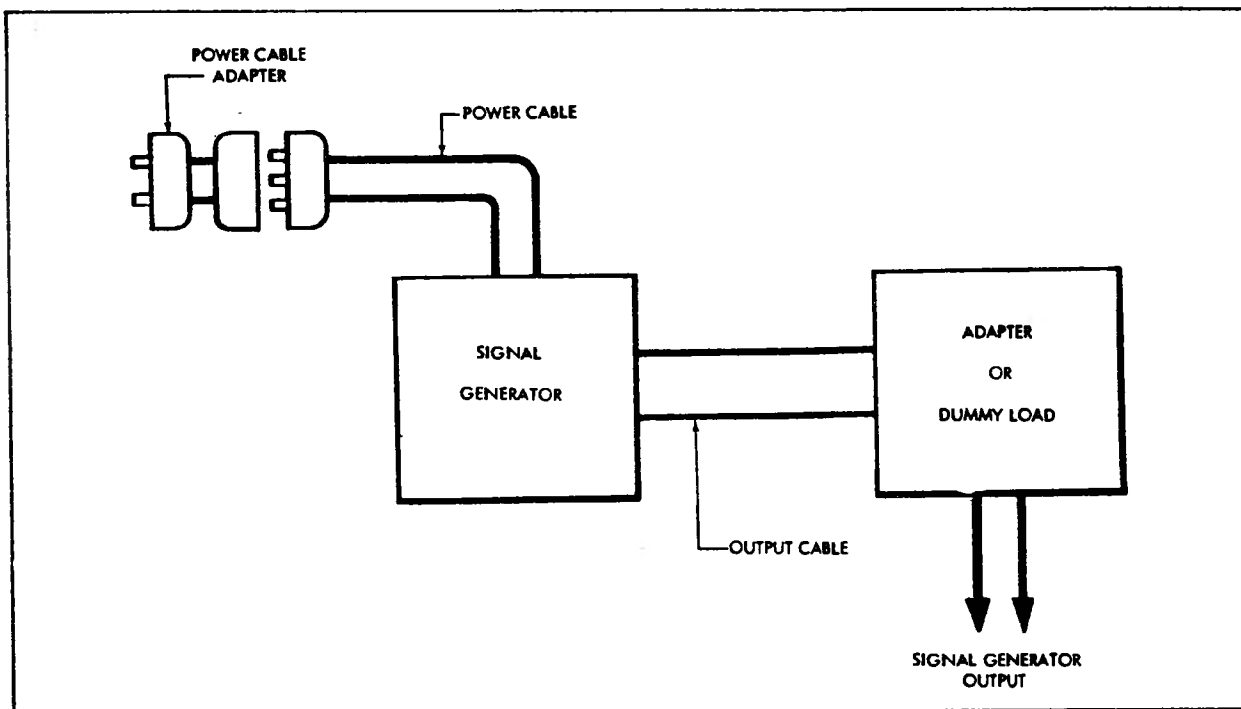 POWER CABLE
ADAPTER
POWER CABLE
SIGNAL
GENERATOR
ADAPTER
OR
DUMMY LOAD
OUTPUT CABLE
SIGNAL GENERATOR
OUTPUT